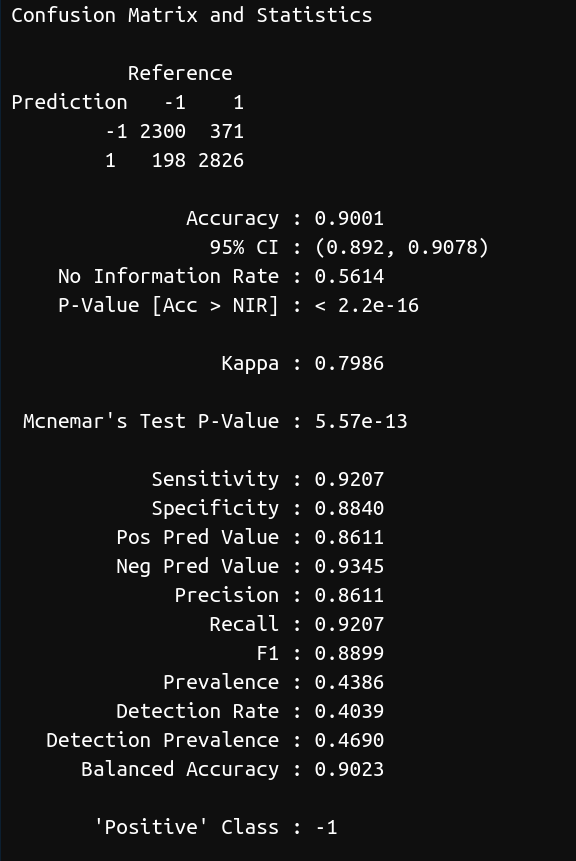 Confusion Matrix and Statistics
Reference
Prediction -1 1
-1 2300 371
1 198 2826
Accuracy : 0.9001
95% CI : (0.892, 0.9078)
No Information Rate : 0.5614
P-Value [Acc > NIR] : < 2.2e-16
Kappa : 0.7986
Mcnemar's Test P-Value : 5.57e-13
Sensitivity : 0.9207
Specificity : 0.8840
Pos Pred Value : 0.8611
Neg Pred Value : 0.9345
Precision : 0.8611
Recall : 0.9207
F1 : 0.8899
Prevalence : 0.4386
Detection Rate : 0.4039
Detection Prevalence : 0.4690
Balanced Accuracy : 0.9023
'Positive' Class : -1